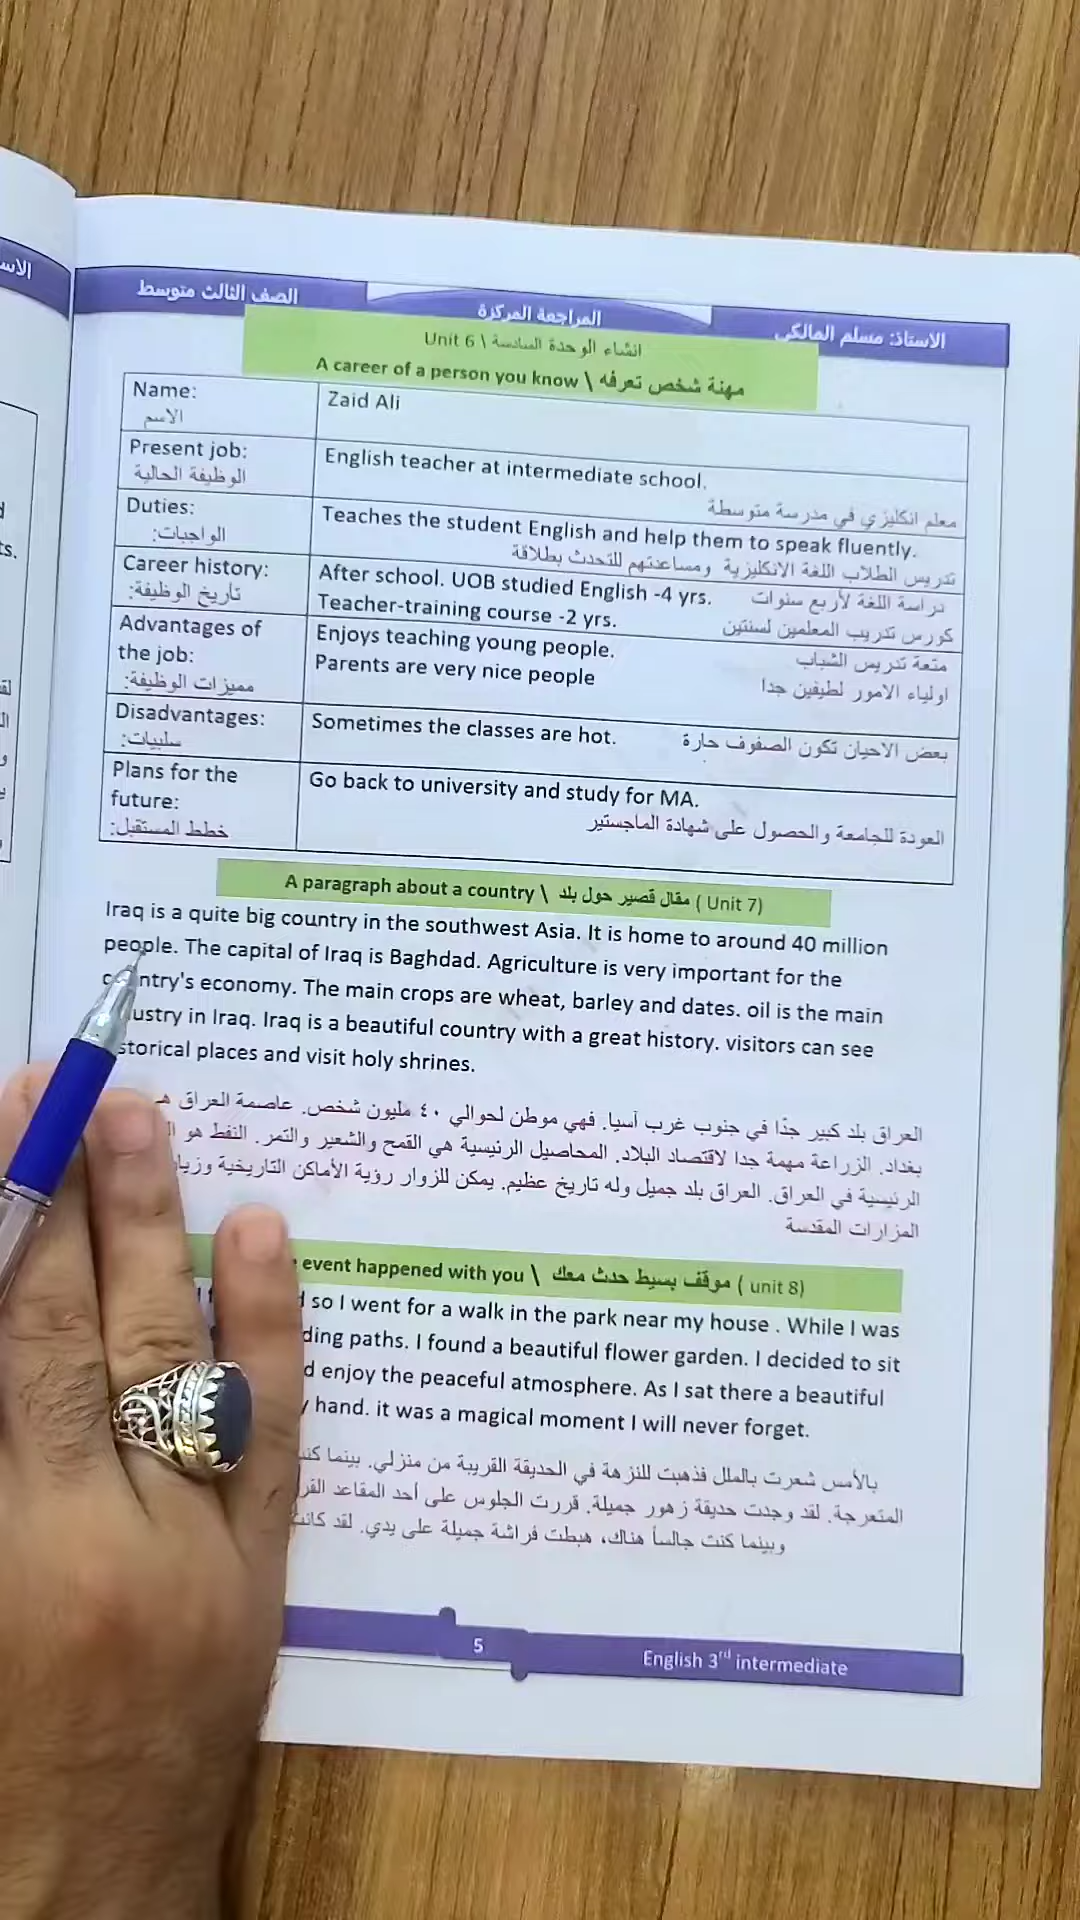 الاس
الصف الثالث متوسط
المراجعة المركزة
الاستاذ: مسلم المالكي
Unit 6 \ انشاء الوحدة السادسة
A career of a person you know \ مهنة شخص تعرفه
Name:
الاسم
Zaid Ali
Present job:
الوظيفة الحالية
English teacher at intermediate school.
معلم انكليزي في مدرسة متوسطة
Duties:
الواجبات:
Teaches the student English and help them to speak fluently.
تدريس الطلاب اللغة الانكليزية ومساعدتهم للتحدث بطلاقة
Career history:
تأريخ الوظيفة:
After school. UOB studied English -4 yrs. دراسة اللغة لأربع سنوات
Teacher-training course -2 yrs. كورس تدريب المعلمين لسنتين
Advantages of
the job:
مميزات الوظيفة:
Enjoys teaching young people. متعة تدريس الشباب
Parents are very nice people اولياء الامور لطيفين جدا
Disadvantages:
سلبيات:
Sometimes the classes are hot. بعض الاحيان تكون الصفوف حارة
Plans for the
future:
خطط المستقبل:
Go back to university and study for MA.
العودة للجامعة والحصول على شهادة الماجستير
A paragraph about a country \ مقال قصير حول بلد ( Unit 7)
Iraq is a quite big country in the southwest Asia. It is home to around 40 million
people. The capital of Iraq is Baghdad. Agriculture is very important for the
ntry's economy. The main crops are wheat, barley and dates. oil is the main
ustry in Iraq. Iraq is a beautiful country with a great history. visitors can see
storical places and visit holy shrines.
العراق بلد كبير جدًا في جنوب غرب آسيا. فهي موطن لحوالي ٤٠ مليون شخص. عاصمة العراق هـ
بغداد. الزراعة مهمة جدا لاقتصاد البلاد. المحاصيل الرئيسية هي القمح والشعير والتمر. النفط هو
الرئيسية في العراق. العراق بلد جميل وله تاريخ عظيم. يمكن للزوار رؤية الأماكن التاريخية وزيا
المزارات المقدسة
event happened with you \ موقف بسيط حدث معك ( unit 8)
so I went for a walk in the park near my house . While I was
ding paths. I found a beautiful flower garden. I decided to sit
d enjoy the peaceful atmosphere. As I sat there a beautiful
hand. it was a magical moment I will never forget.
بالأمس شعرت بالملل فذهبت للنزهة في الحديقة القريبة من منزلي. بينما كنت
المتعرجة. لقد وجدت حديقة زهور جميلة. قررت الجلوس على أحد المقاعد القر
وبينما كنت جالساً هناك، هبطت فراشة جميلة على يدي. لقد كانت
5
English 3rd intermediate